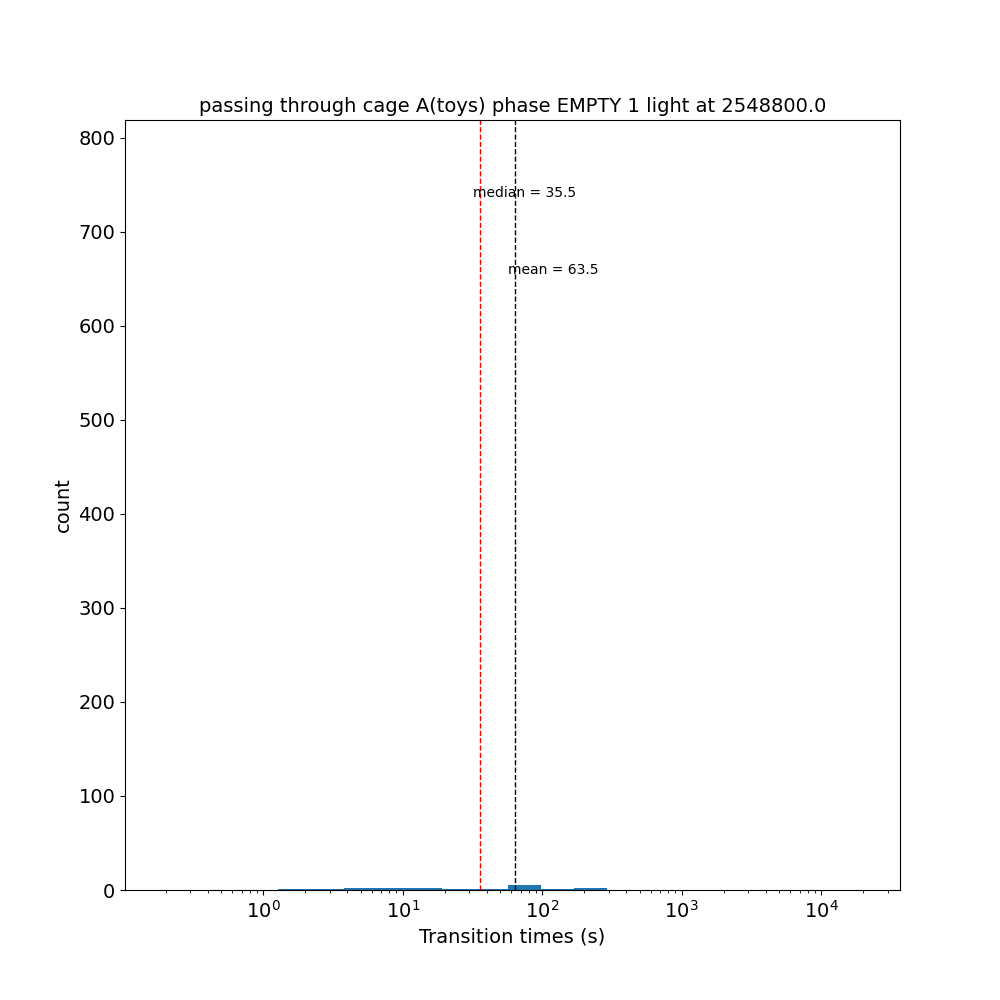 passing through cage A(toys) phase EMPTY 1 light at 2548800.0
800
median = 35.5
700
mean = 63.5
600
500
count
400
300
200
100
0
10⁰ 10¹ 10² 10³ 10⁴
Transition times (s)